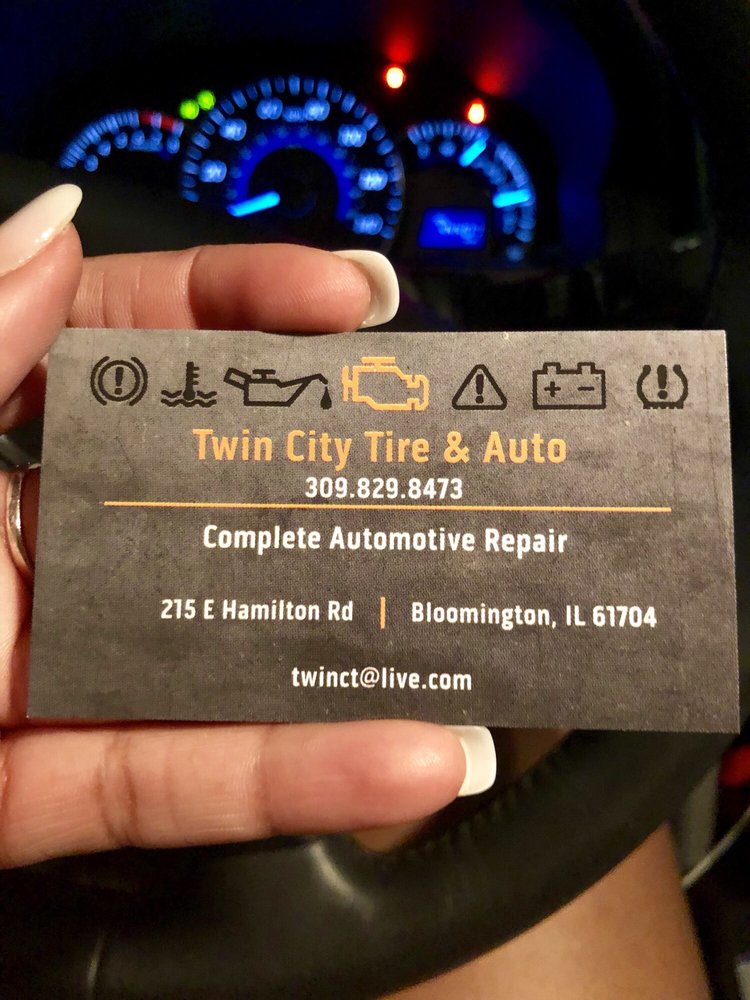 Twin City Tire & Auto
309.829.8473
Complete Automotive Repair
215 E Hamilton Rd | Bloomington, IL 61704
twinct@live.com